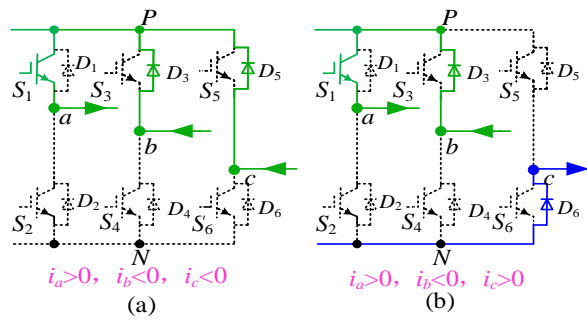 P P
D1 D3 D5 D1 D3 D5
S1 S3 S5 S1 S3 S5
a b c a b c
D2 D4 D6 D2 D4 D6
S2 S4 S6 S2 S4 S6
N N
ia>0, ib<0, ic<0 ia>0, ib<0, ic>0
(a) (b)